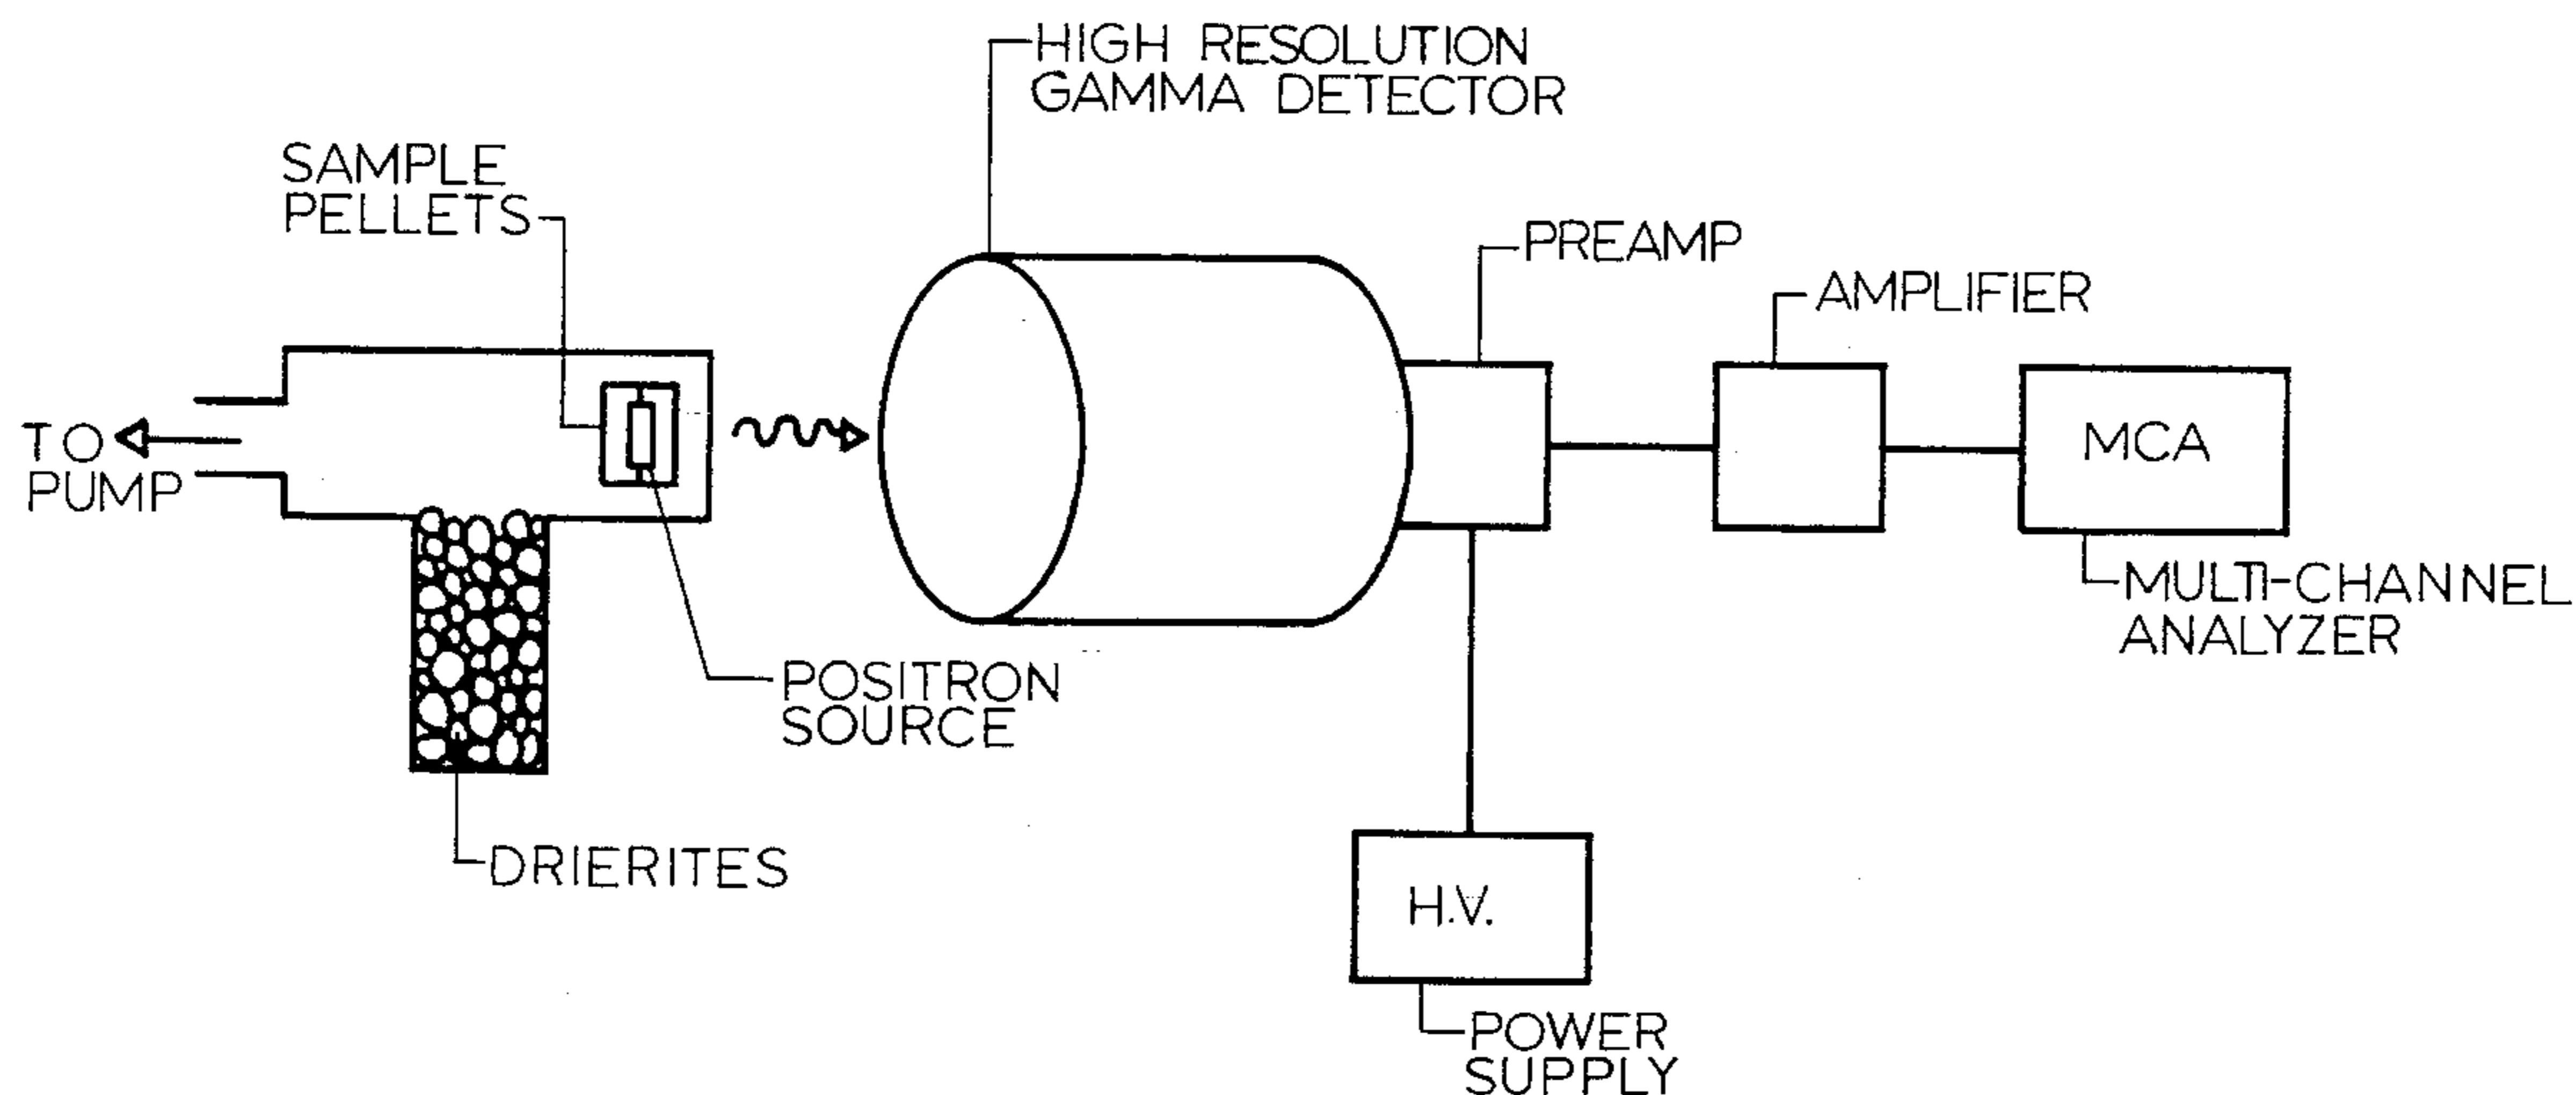 HIGH RESOLUTION
GAMMA DETECTOR
SAMPLE
PELLETS
PREAMP
AMPLIFIER
TO
PUMP
MCA
MULTI-CHANNEL
ANALYZER
POSITRON
SOURCE
DRIERITES
H.V.
POWER
SUPPLY